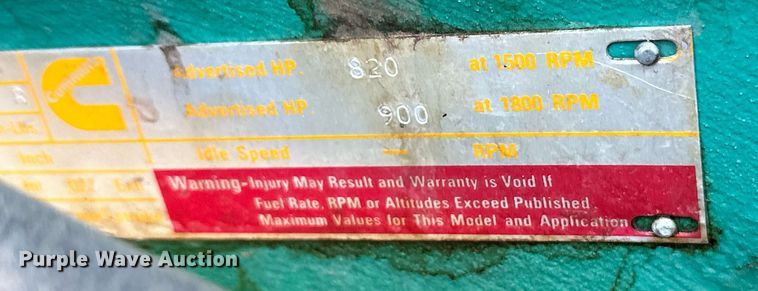 Cummins
Advertised HP. 820 at 1500 RPM
Advertised HP. 900 at 1800 RPM
Inch
Idle Speed — RPM
Warning-Injury May Result and Warranty is Void If
Fuel Rate, RPM or Altitudes Exceed Published
Maximum Values for This Model and Application
Purple Wave Auction